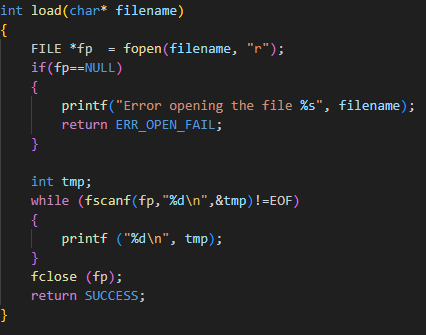 int load(char* filename)
{
    FILE *fp  = fopen(filename, "r");
    if(fp==NULL)
    {
        printf("Error opening the file %s", filename);
        return ERR_OPEN_FAIL;
    }

    int tmp;
    while (fscanf(fp,"%d\n",&tmp)!=EOF)
    {
        printf ("%d\n", tmp);
    }
    fclose (fp);
    return SUCCESS;
}